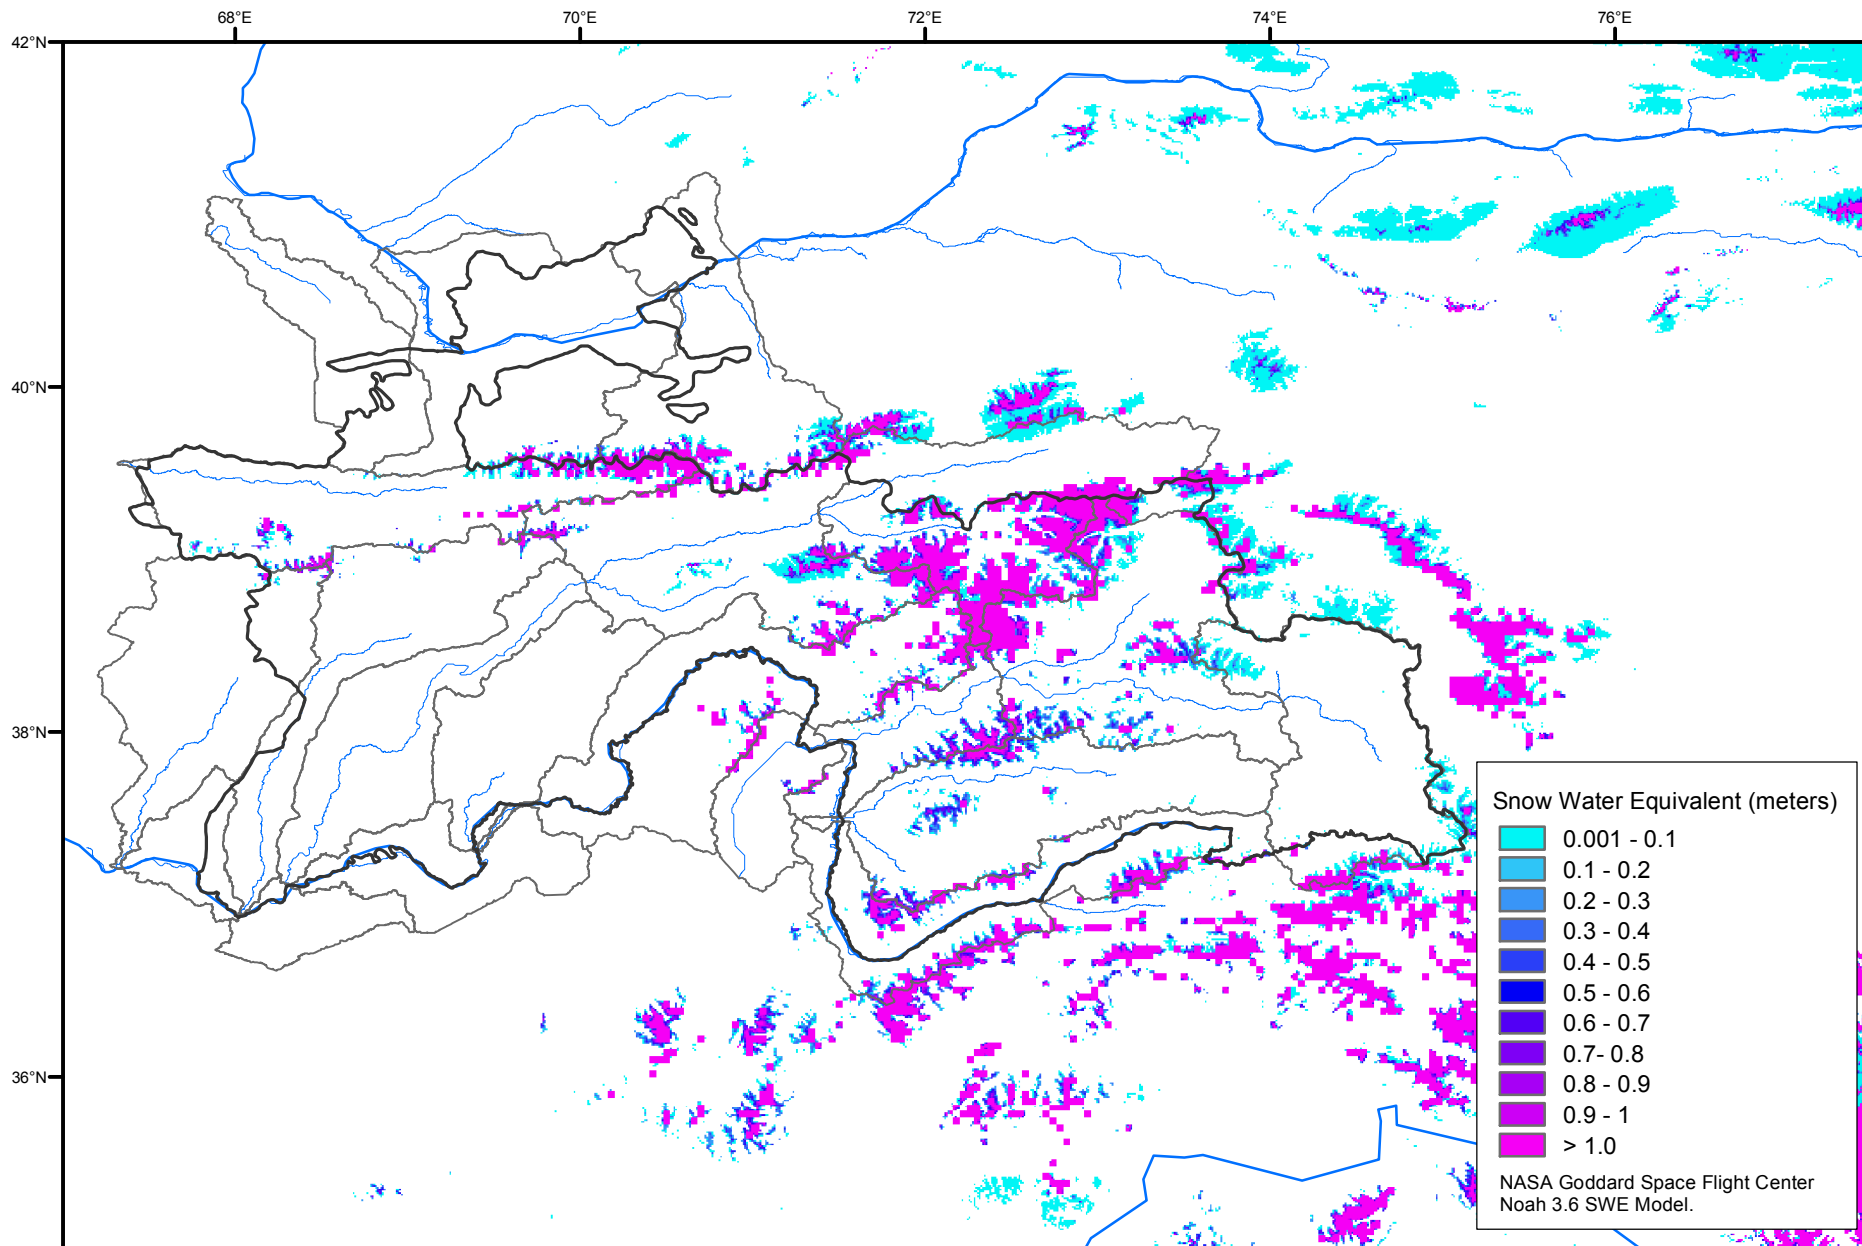 68°E 70°E 72°E 74°E 76°E
42°N
40°N
38°N
36°N
Snow Water Equivalent (meters)
0.001 - 0.1
0.1 - 0.2
0.2 - 0.3
0.3 - 0.4
0.4 - 0.5
0.5 - 0.6
0.6 - 0.7
0.7- 0.8
0.8 - 0.9
0.9 - 1
> 1.0
NASA Goddard Space Flight Center
Noah 3.6 SWE Model.